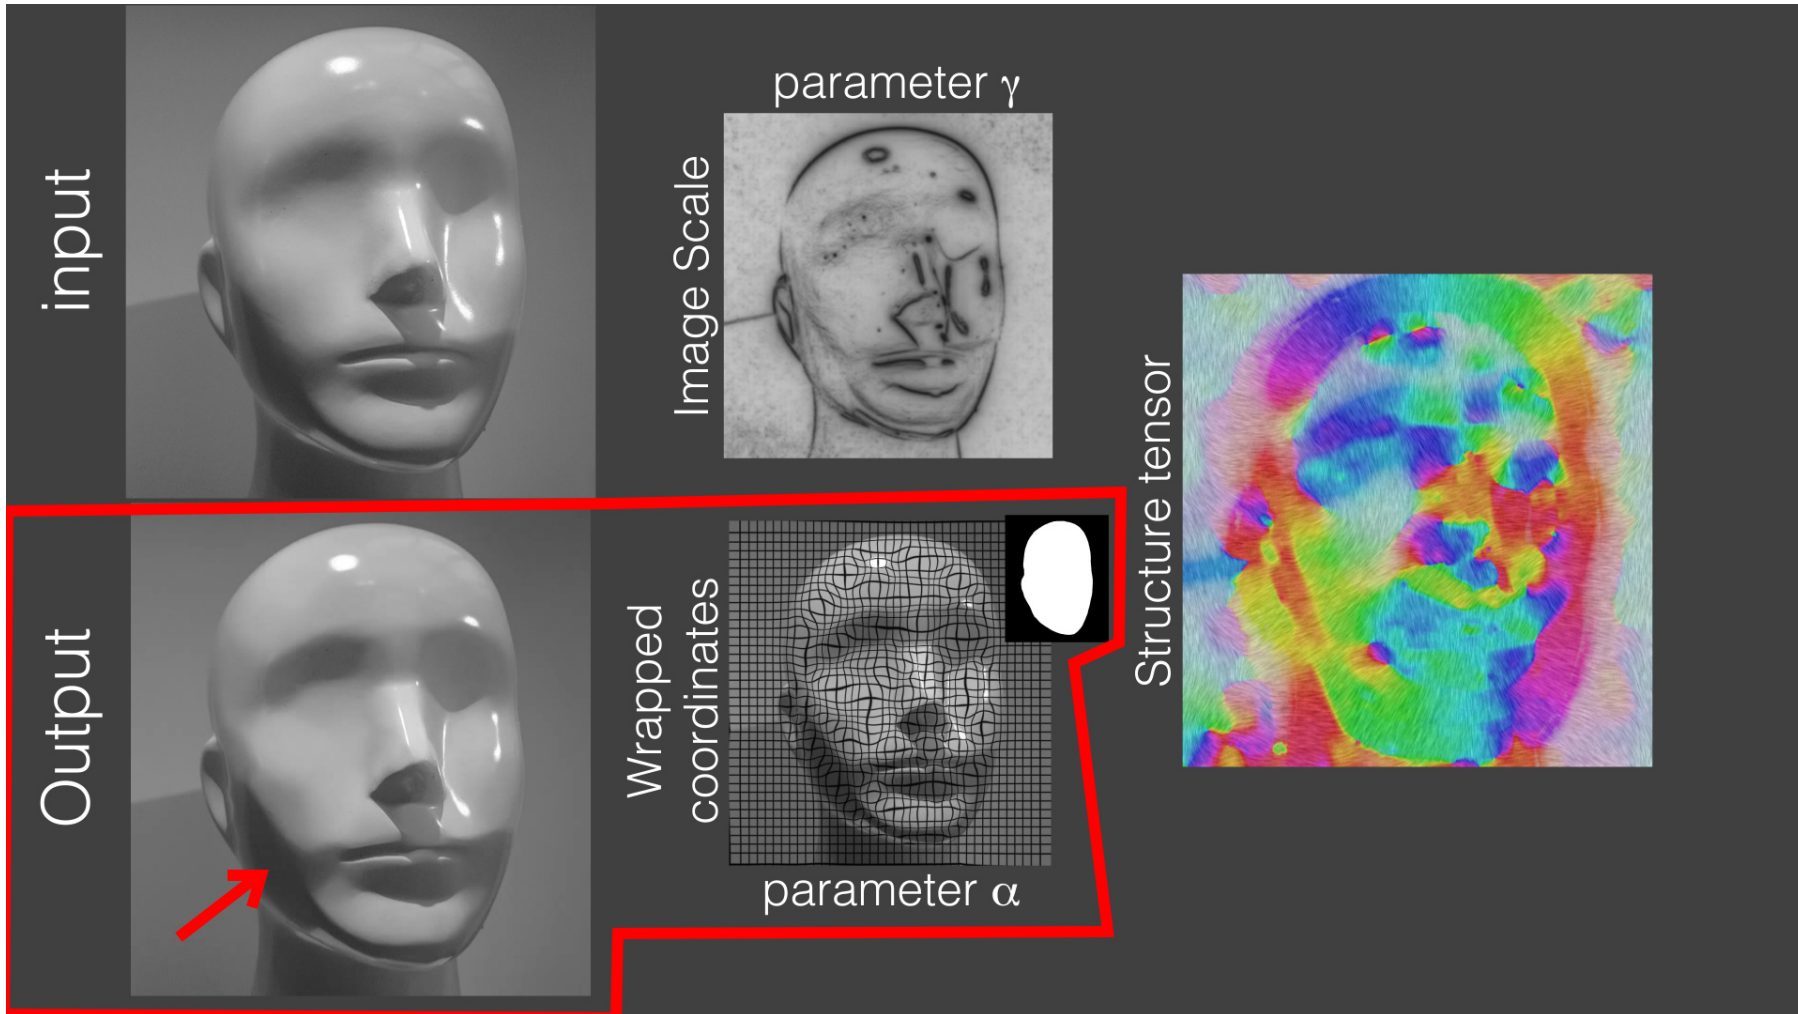 input
parameter γ
Image Scale
Structure tensor
Output
Wrapped
coordinates
parameter α